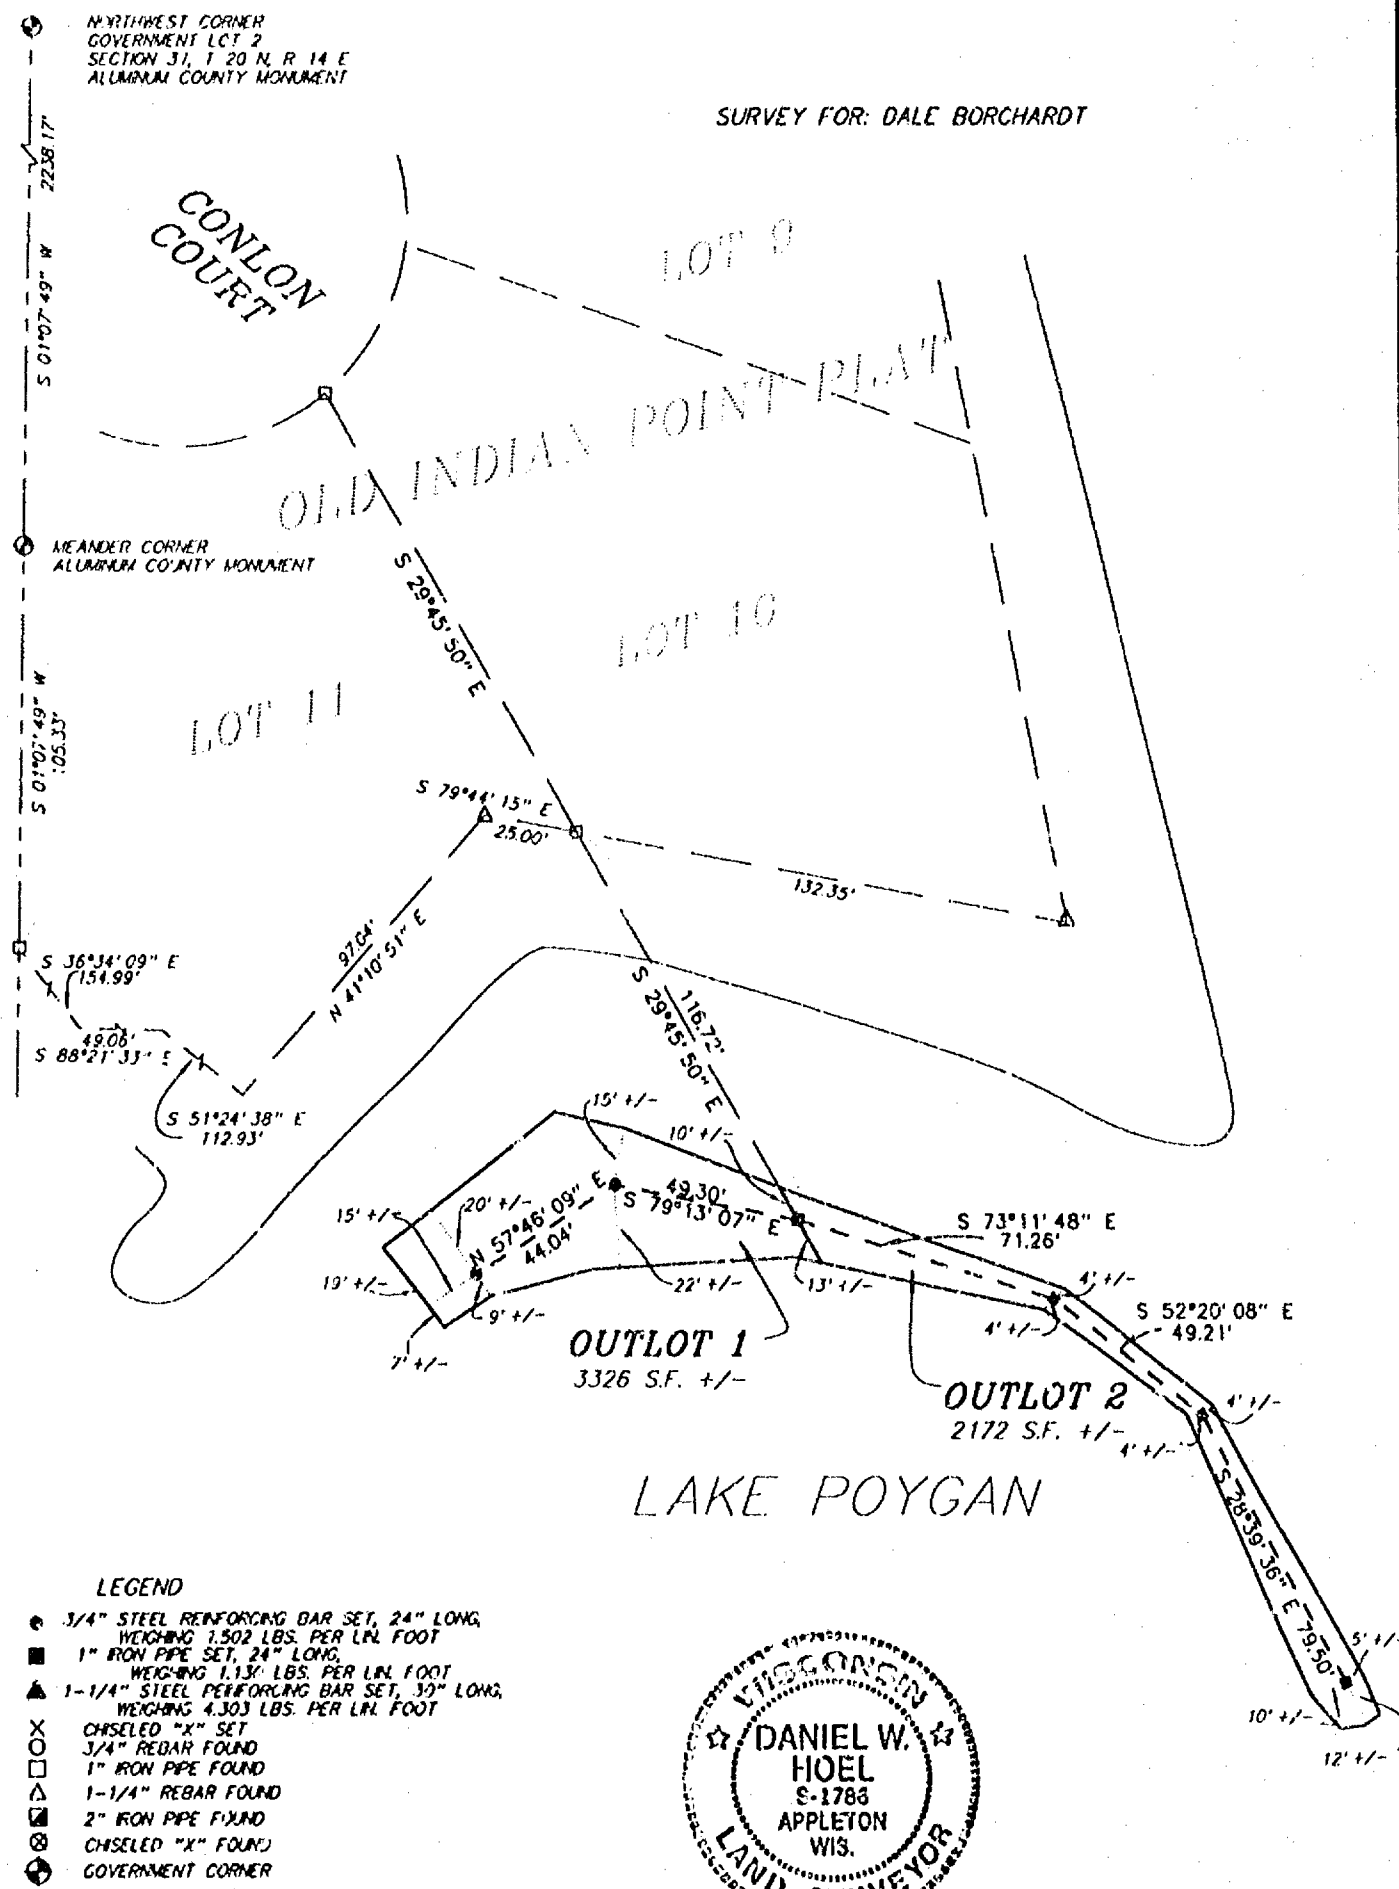 NORTHWEST CORNER
GOVERNMENT LOT 2
SECTION 31, T 20 N, R 14 E
ALUMINUM COUNTY MONUMENT
SURVEY FOR: DALE BORCHARDT
2238.17'
S 01°07'49" W
CONLON
COURT
LOT 9
OLD INDIAN POINT PLAT
MEANDER CORNER
ALUMINUM COUNTY MONUMENT
S 29°45'50" E
LOT 10
LOT 11
S 01°07'49" W
105.33'
S 79°44'15" E
25.00'
132.35'
97.04'
N 41°10'51" E
S 36°34'09" E
154.99'
49.06'
S 88°21'33" E
S 51°24'38" E
112.93'
116.72'
S 29°45'50" E
15' +/-
10' +/-
49.30'
S 79°13'07" E
N 57°46'09" E
44.04'
20' +/-
15' +/-
19' +/-
9' +/-
7' +/-
22' +/-
13' +/-
S 73°11'48" E
71.26'
4' +/-
4' +/-
S 52°20'08" E
49.21'
OUTLOT 1
3326 S.F. +/-
OUTLOT 2
2172 S.F. +/-
4' +/-
4' +/-
LAKE POYGAN
S 28°39'36" E 79.50'
5' +/-
10' +/-
12' +/-
LEGEND
3/4" STEEL REINFORCING BAR SET, 24" LONG,
WEIGHING 1.502 LBS. PER LIN. FOOT
1" IRON PIPE SET, 24" LONG,
WEIGHING LBS. PER LIN. FOOT
1-1/4" STEEL REINFORCING BAR SET, 30" LONG,
WEIGHING 4.303 LBS. PER LIN. FOOT
CHISELED "X" SET
3/4" REBAR FOUND
1" IRON PIPE FOUND
1-1/4" REBAR FOUND
2" IRON PIPE FOUND
CHISELED "X" FOUND
GOVERNMENT CORNER
WISCONSIN
DANIEL W.
HOEL
S-1786
APPLETON
WIS.
LAND SURVEYOR